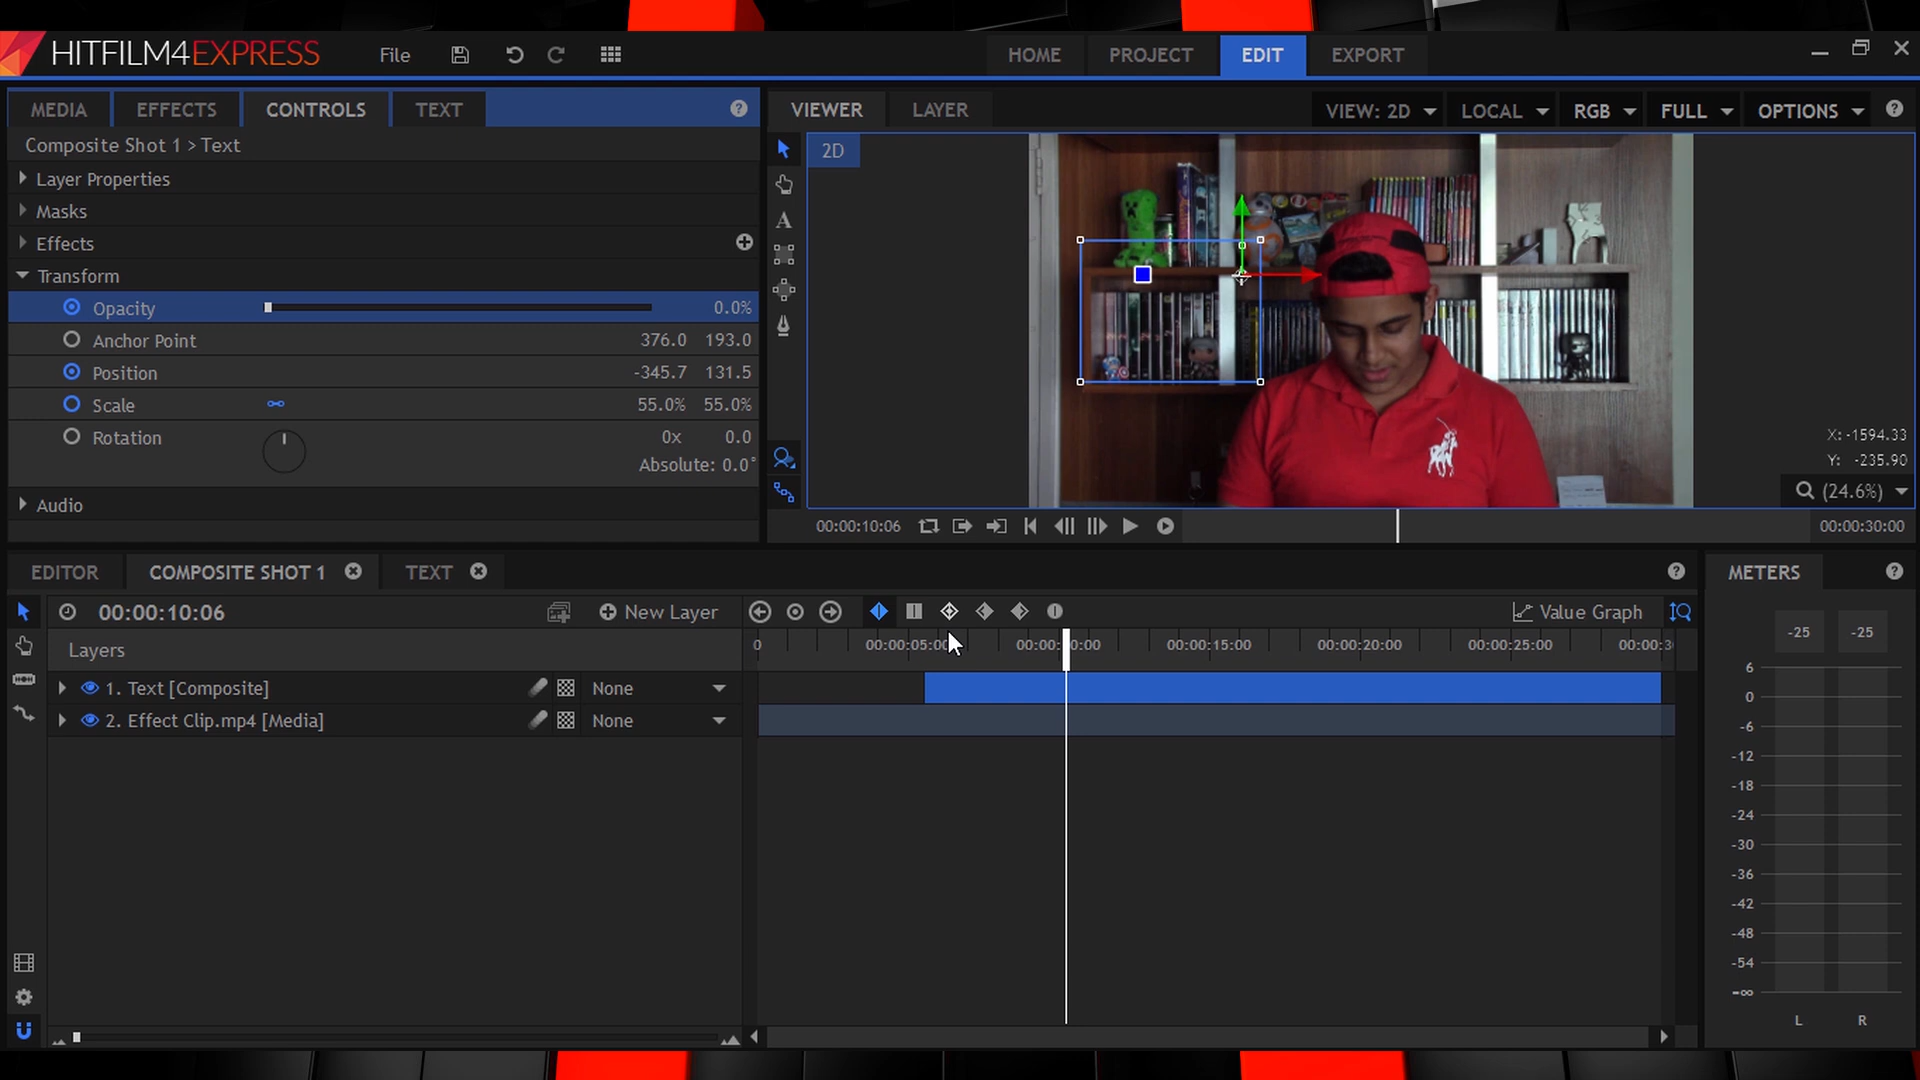 HITFILM4EXPRESS File HOME PROJECT EDIT EXPORT
MEDIA EFFECTS CONTROLS TEXT
Composite Shot 1 > Text
Layer Properties
Masks
Effects
Transform
Opacity 0.0%
Anchor Point 376.0 193.0
Position -345.7 131.5
Scale 55.0% 55.0%
Rotation 0x 0.0
Absolute: 0.0°
Audio
VIEWER LAYER VIEW: 2D LOCAL RGB FULL OPTIONS
2D
X: -1594.33
Y: -235.90
(24.6%)
00:00:10:06 00:00:30:00
EDITOR COMPOSITE SHOT 1 TEXT
00:00:10:06 New Layer Value Graph
Layers 0 00:00:15:00 00:00:20:00 00:00:25:00
1. Text [Composite] None
2. Effect Clip.mp4 [Media] None
METERS
-25 -25
6
0
-6
-12
-18
-24
-30
-36
-42
-48
-54
-∞
L R